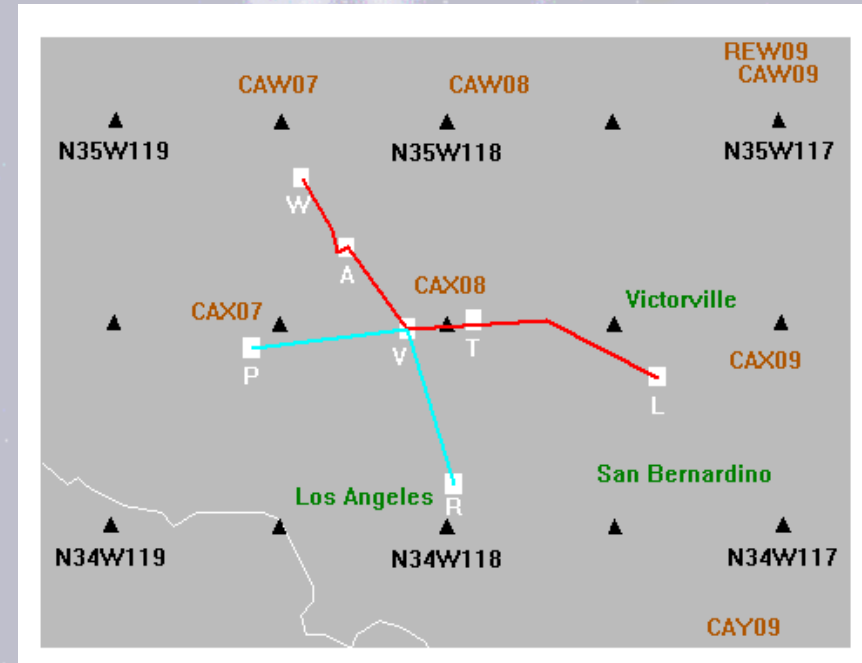 REW09
CAW07
CAW08
CAW09
N35W119
N35W118
N35W117
W
A
CAX08
Victorville
CAX07
V
T
CAX09
P
L
San Bernardino
Los Angeles
R
N34W119
N34W118
N34W117
CAY09